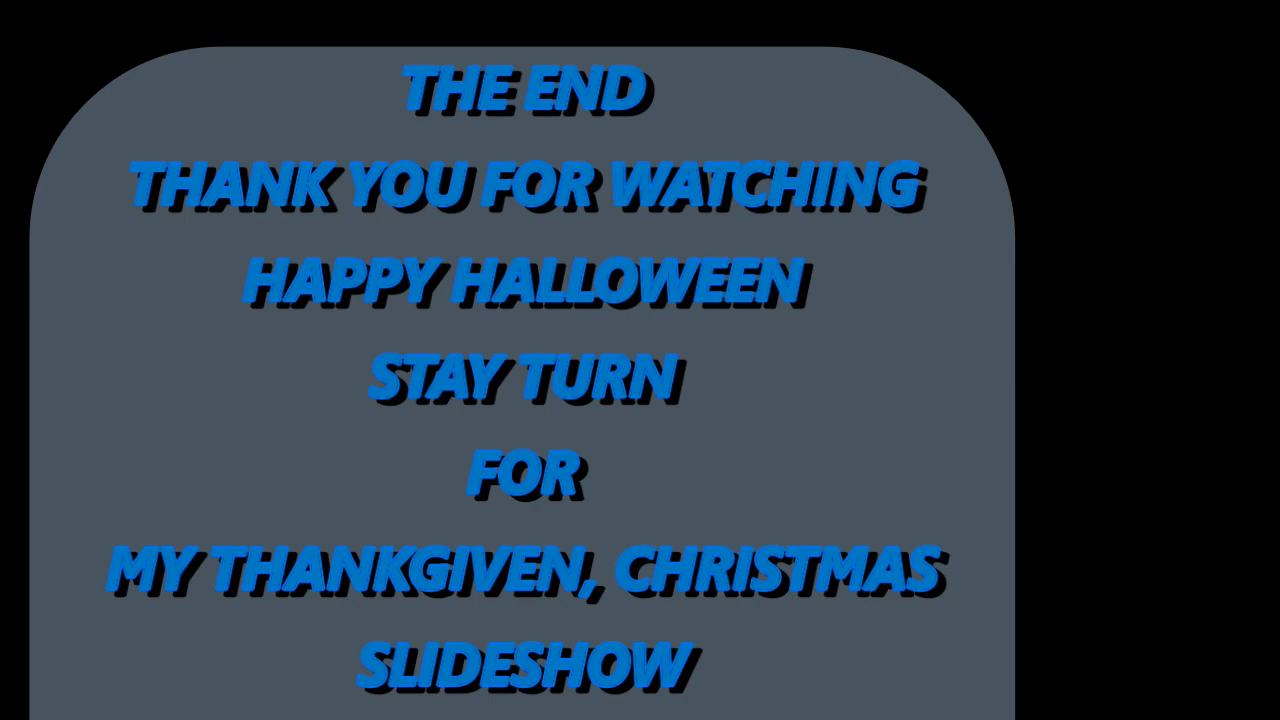 THE END
THANK YOU FOR WATCHING
HAPPY HALLOWEEN
STAY TURN
FOR
MY THANKGIVEN, CHRISTMAS
SLIDESHOW